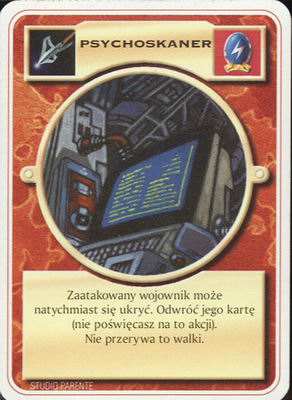 PSYCHOSKANER
Zaatakowany wojownik może
natychmiast się ukryć. Odwróć jego kartę
(nie poświęcasz na to akcji).
Nie przerywa to walki.
STUDIO PARENTE